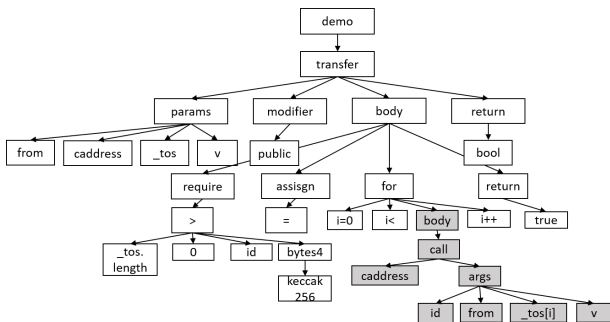 demo
transfer
params
modifier
body
return
from
caddress
_tos
v
public
bool
require
assisgn
for
return
>
=
i=0
i<
body
i++
true
_tos.
length
0
id
bytes4
call
keccak
256
caddress
args
id
from
_tos[i]
v